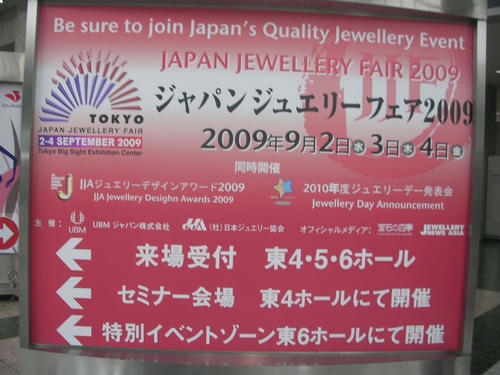 Be sure to join Japan's Quality Jewellery Event
JAPAN JEWELLERY FAIR 2009
ジャパンジュエリーフェア2009
TOKYO
JAPAN JEWELLERY FAIR
2-4 SEPTEMBER 2009
Tokyo Big Sight Exhibition Center
2009年9月2日水3日木4日金
同時開催
JJAジュエリーデザインアワード2009
JJA Jewellery Desighn Awards 2009
2010年度ジュエリーデー発表会
Jewellery Day Announcement
主催：UBM UBM ジャパン株式会社 JJA (社)日本ジュエリー協会 オフィシャルメディア： 宝石の四季 JEWELLERY NEWS ASIA
← 来場受付 東4・5・6ホール
← セミナー会場 東4ホールにて開催
← 特別イベントゾーン東6ホールにて開催